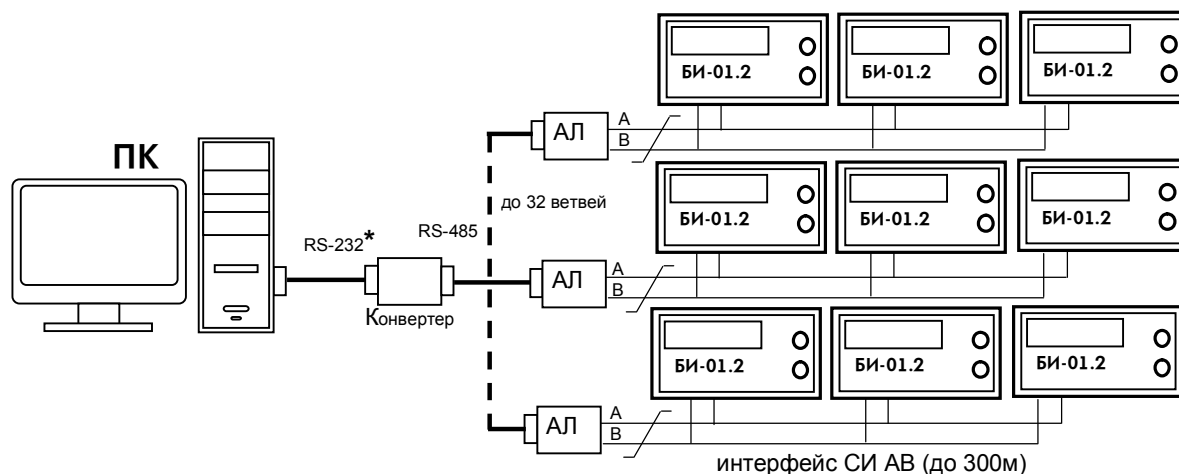 БИ-01.2
БИ-01.2
БИ-01.2
АЛ
А
В
ПК
до 32 ветвей
БИ-01.2
БИ-01.2
БИ-01.2
RS-232*
RS-485
АЛ
А
В
Конвертер
БИ-01.2
БИ-01.2
БИ-01.2
АЛ
А
В
интерфейс СИ АВ (до 300м)